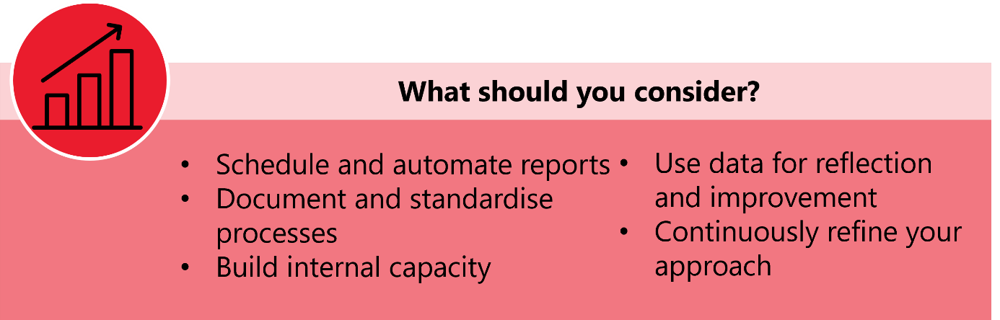 What should you consider?
• Schedule and automate reports
• Document and standardise
processes
• Build internal capacity
• Use data for reflection
and improvement
• Continuously refine your
approach